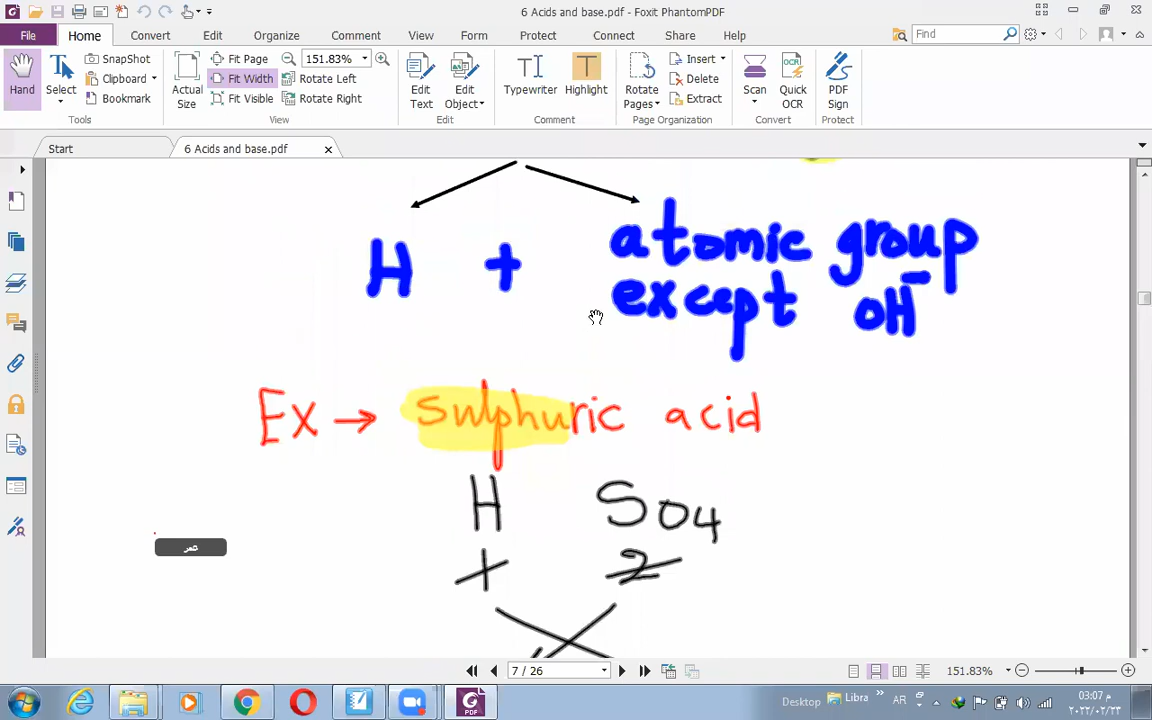 6 Acids and base.pdf - Foxit PhantomPDF
File Home Convert Edit Organize Comment View Form Protect Connect Share Help Find
SnapShot Fit Page 151.83% Insert
Clipboard Fit Width Rotate Left Delete
Bookmark Fit Visible Rotate Right Extract
Hand Select Actual Size Edit Text Edit Object Typewriter Highlight Rotate Pages Scan Quick OCR PDF Sign
Tools View Edit Comment Page Organization Convert Protect
Start 6 Acids and base.pdf
H + atomic group
except OH-
Ex → Sulphuric acid
H SO4
+ 2
7 / 26 151.83%
Desktop Libra » AR 03:07 م
٢٠٢٢/٠٢/٢٣